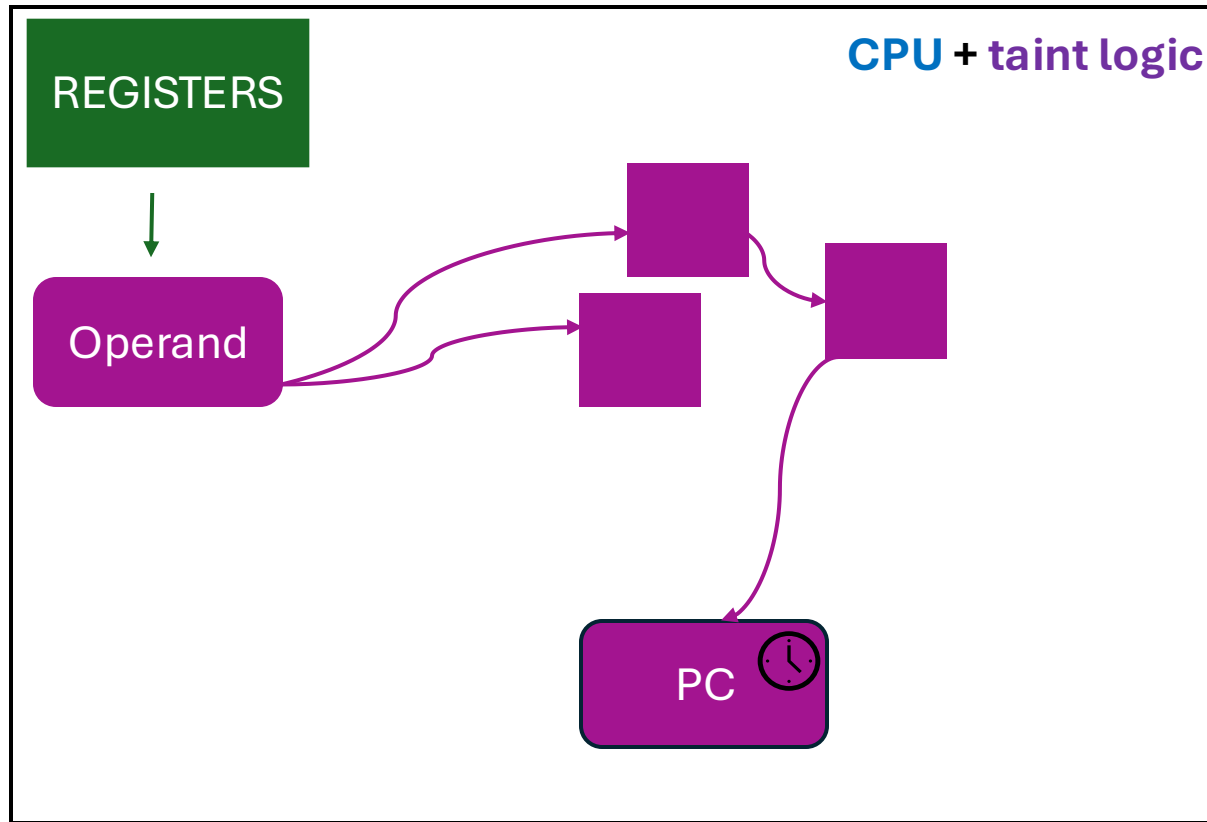 REGISTERS
CPU + taint logic
Operand
PC